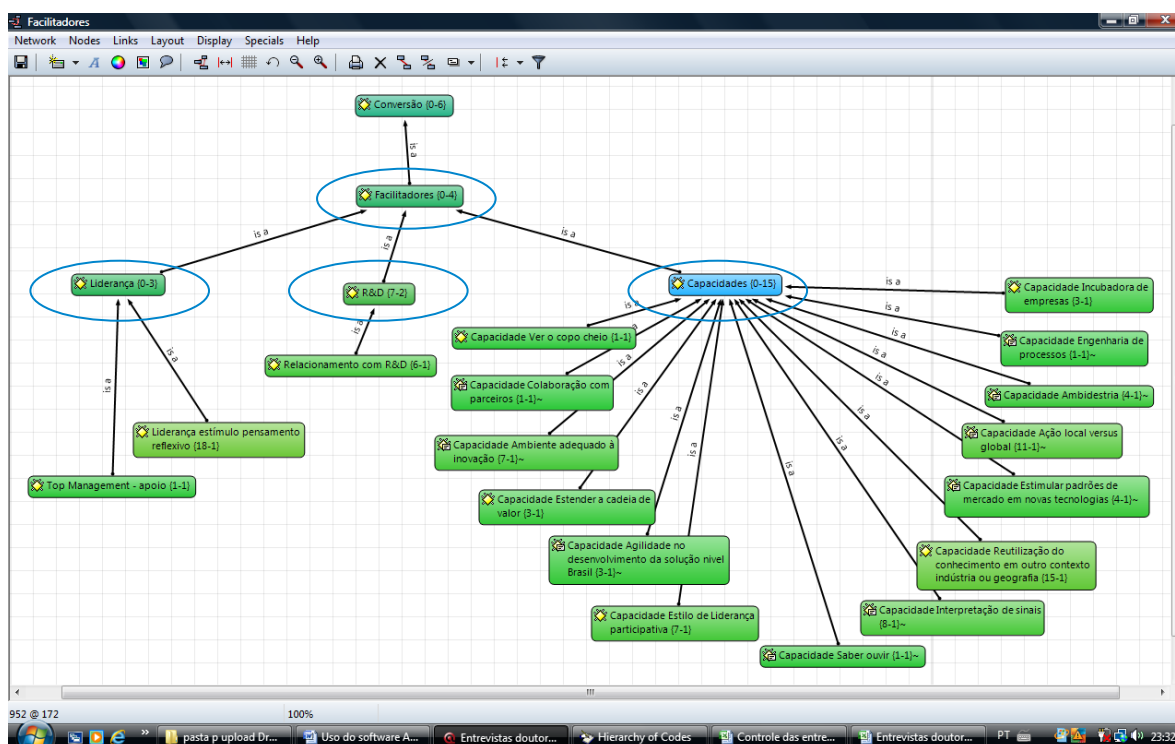 Facilitadores
Network Nodes Links Layout Display Specials Help
Conversão {0-6}
is a
Facilitadores {0-4}
is a
is a
is a
Liderança {0-3}
R&D {7-2}
Capacidades {0-15}
is a
Capacidade Incubadora de
empresas {3-1}
is a
is a
Capacidade Ver o copo cheio {1-1}
is a
Capacidade Engenharia de
processos {1-1}~
is a
Relacionamento com R&D {6-1}
is a
is a
Capacidade Colaboração com
parceiros {1-1}~
is a
Capacidade Ambidestria {4-1}~
is a
is a
Liderança estímulo pensamento
reflexivo {18-1}
Capacidade Ambiente adequado à
inovação {7-1}~
is a
is a
Capacidade Ação local versus
global {11-1}~
is a
is a
Top Management - apoio {1-1}
Capacidade Estender a cadeia de
valor {3-1}
Capacidade Estimular padrões de
mercado em novas tecnologias {4-1}~
Capacidade Agilidade no
desenvolvimento da solução nivel
Brasil {3-1}~
Capacidade Reutilização do
conhecimento em outro contexto
indústria ou geografia {15-1}
Capacidade Estilo de Liderança
participativa {7-1}
Capacidade Interpretação de sinais
{8-1}~
Capacidade Saber ouvir {1-1}~
952 @ 172 100%
pasta p upload Dr... Uso do software A... Entrevistas doutor... Hierarchy of Codes Controle das entre... Entrevistas doutor... PT